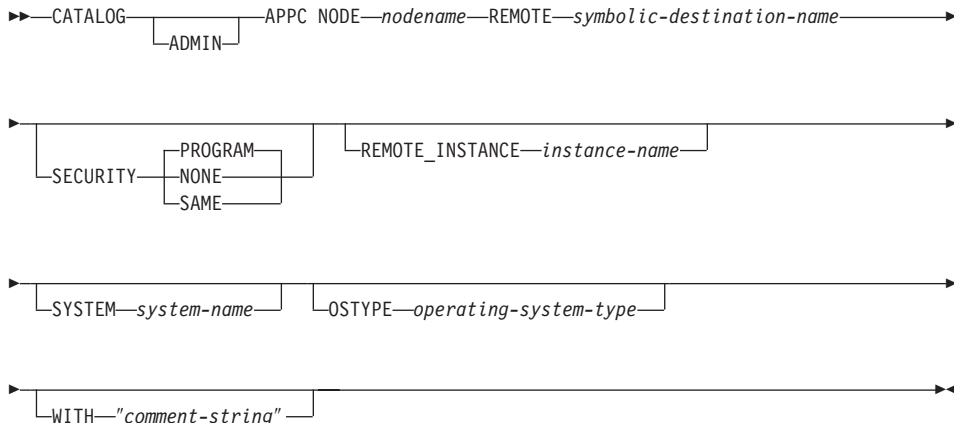 CATALOG APPC NODE nodename REMOTE symbolic-destination-name
ADMIN
PROGRAM REMOTE_INSTANCE instance-name
SECURITY NONE
SAME
SYSTEM system-name OSTYPE operating-system-type
WITH "comment-string"